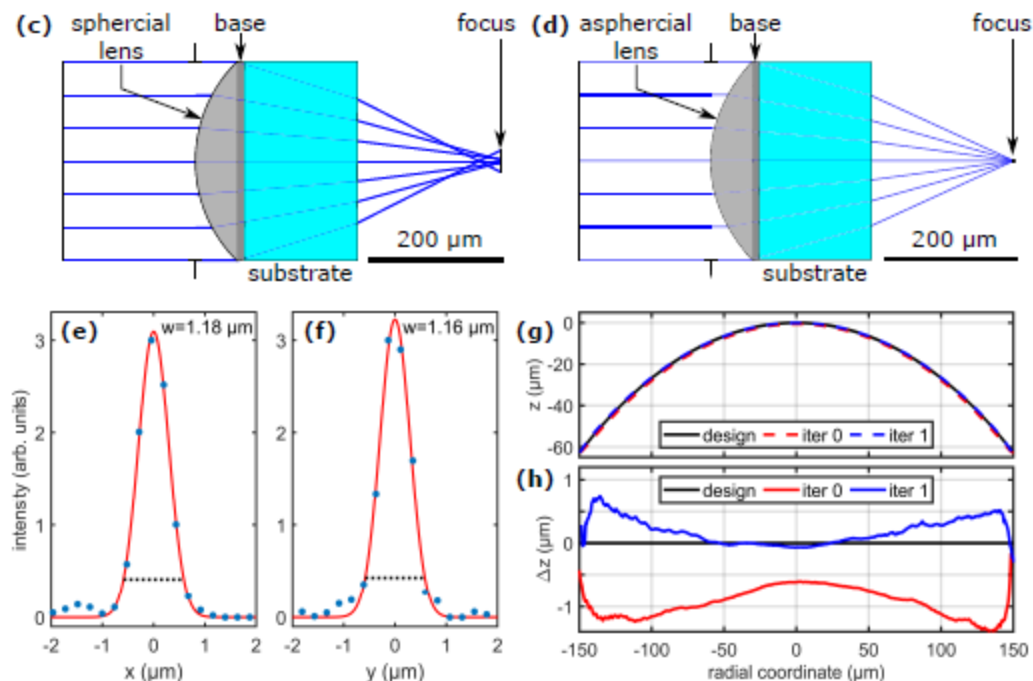 (c) sphercial lens base focus
200 µm
substrate
(d) asphercial lens base focus
200 µm
substrate
(e) w=1.18 µm
intensty (arb. units)
3
2
1
0
-2 -1 0 1 2
x (µm)
(f) w=1.16 µm
3
2
1
0
-2 -1 0 1 2
y (µm)
(g)
z (µm)
0
-20
-40
-60
design iter 0 iter 1
(h)
Δz (µm)
1
0
-1
design iter 0 iter 1
-150 -100 -50 0 50 100 150
radial coordinate (µm)